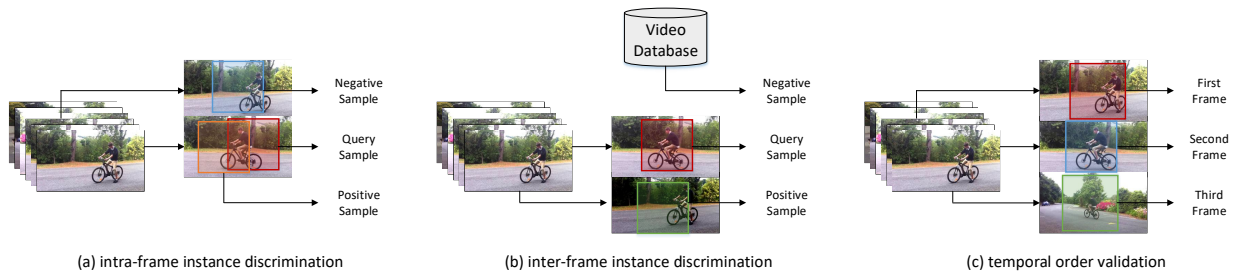 Negative
Sample
Query
Sample
Positive
Sample
(a) intra-frame instance discrimination
Video
Database
Negative
Sample
Query
Sample
Positive
Sample
(b) inter-frame instance discrimination
First
Frame
Second
Frame
Third
Frame
(c) temporal order validation